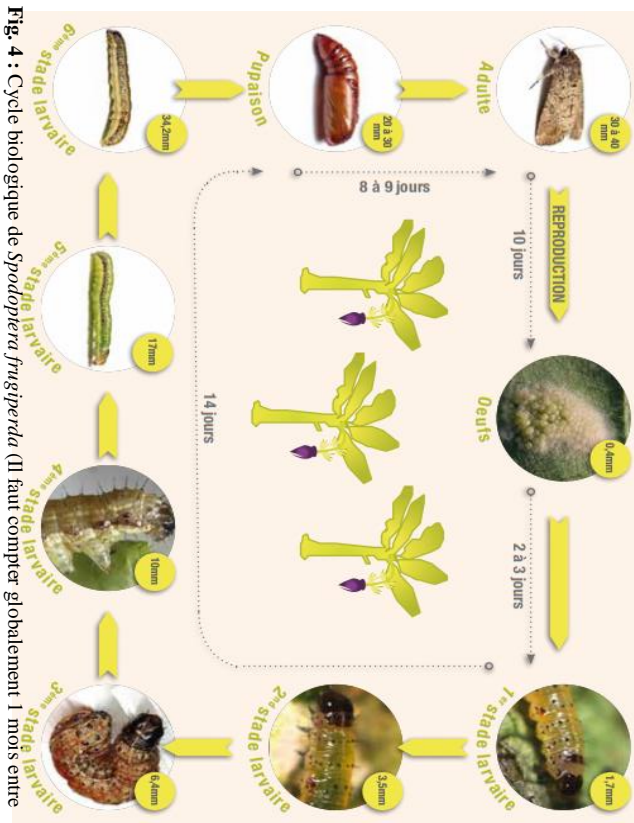 30 à 40
mm
Adulte
REPRODUCTION
10 jours
0,4mm
Oeufs
2 à 3 jours
1,7mm
1er stade larvaire
3,5mm
2nd stade larvaire
6,4mm
3ème stade larvaire
10mm
4ème stade larvaire
17mm
5ème stade larvaire
34,2mm
6ème stade larvaire
14 jours
20 à 30
mm
Pupaison
8 à 9 jours
Fig. 4 : Cycle biologique de Spodoptera frugiperda (Il faut compter globalement 1 mois entre